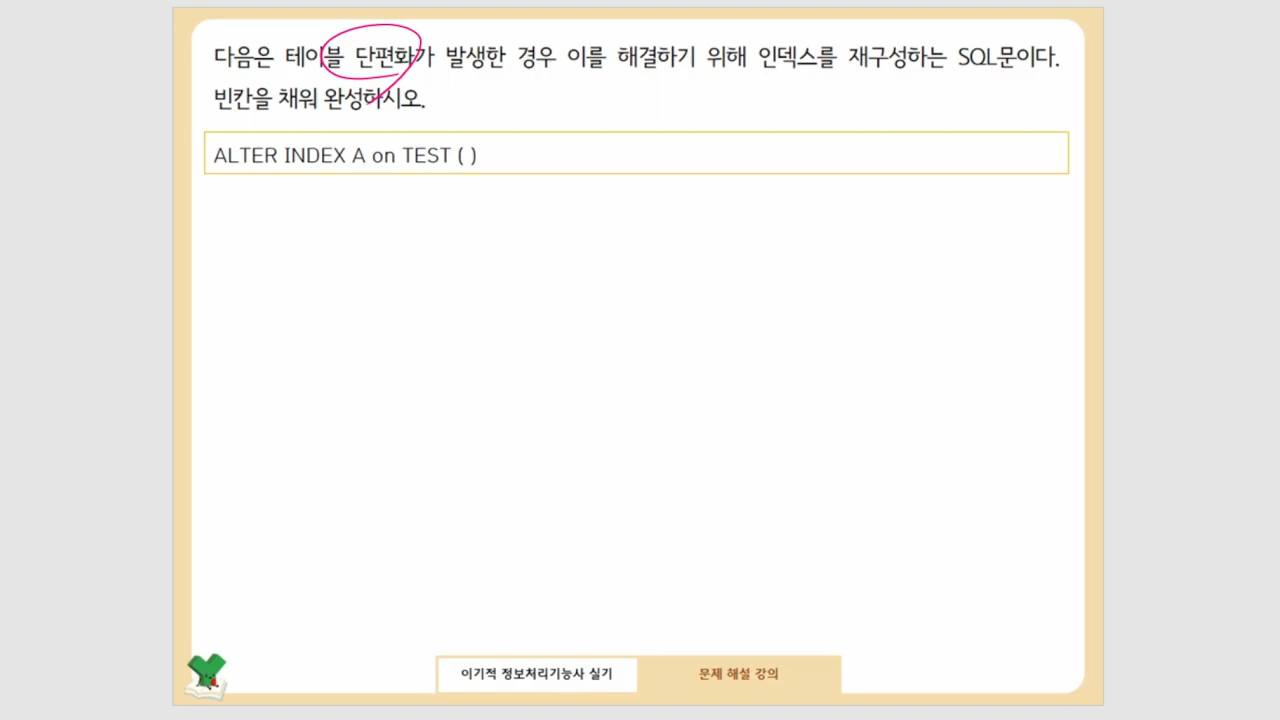 다음은 테이블 단편화가 발생한 경우 이를 해결하기 위해 인덱스를 재구성하는 SQL문이다.
빈칸을 채워 완성하시오.
ALTER INDEX A on TEST ( )
이기적 정보처리기능사 실기
문제 해설 강의